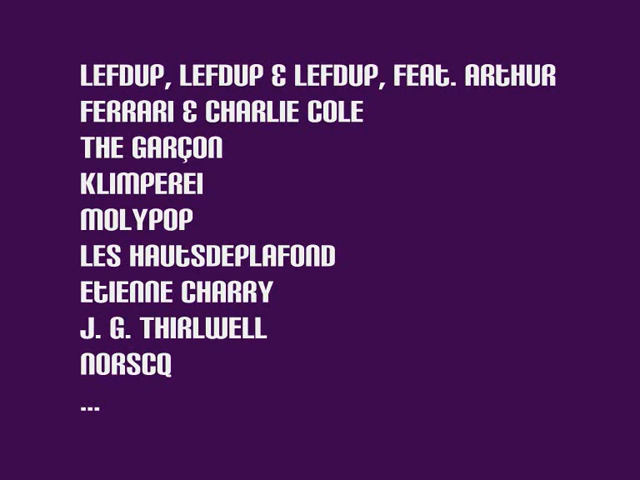 LEFDUP, LEFDUP & LEFDUP, FEAt. ARtHUR
FERRARI & CHARLIE COLE
THE GARÇON
KLIMPEREI
MOLYPOP
LES HAUtSDEPLAFOND
EtIENNE CHARRY
J. G. THIRLWELL
NORSCQ
...